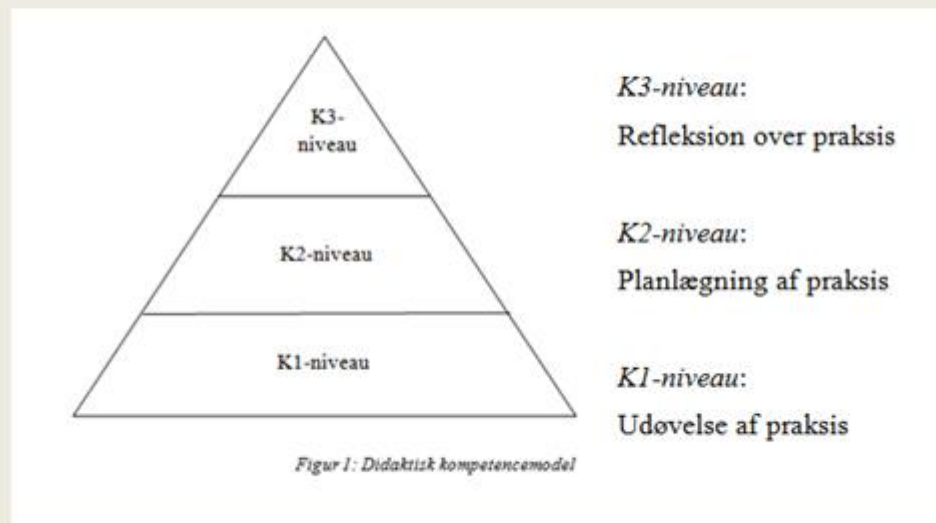 K3-
niveau
K2-niveau
K1-niveau
K3-niveau:
Refleksion over praksis
K2-niveau:
Planlægning af praksis
K1-niveau:
Udøvelse af praksis
Figur 1: Didaktisk kompetencemodel